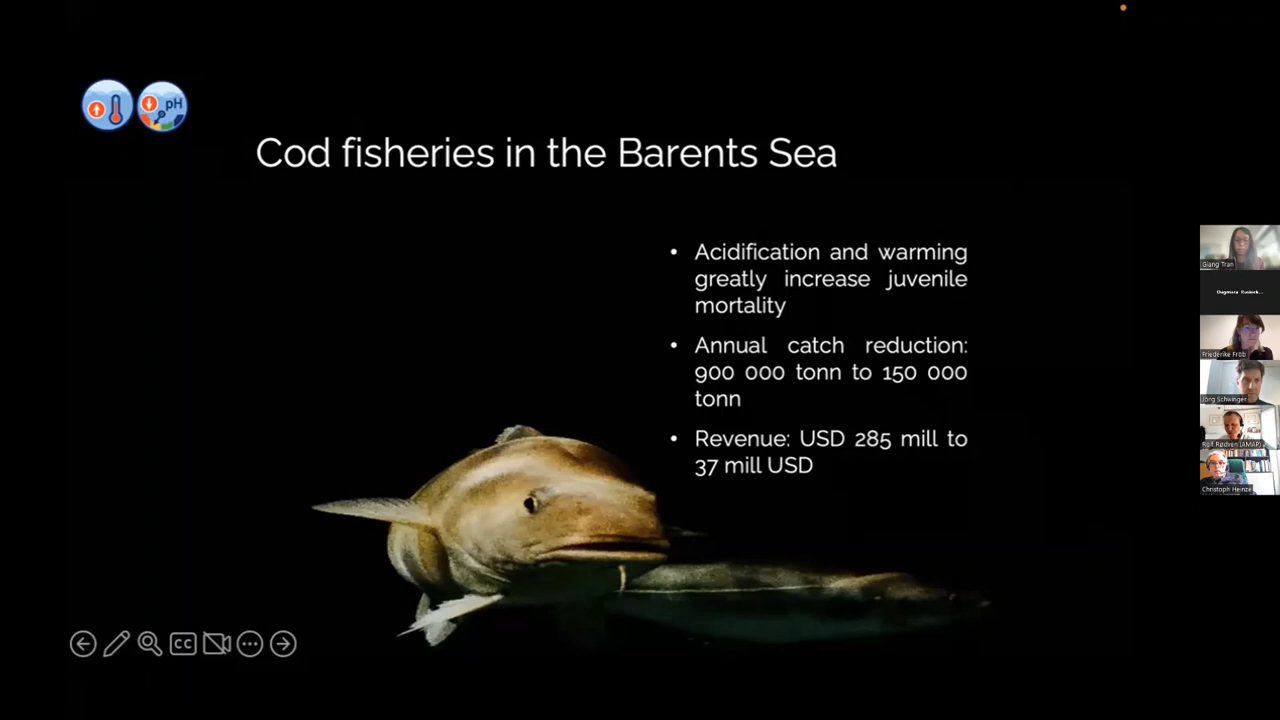 pH
Cod fisheries in the Barents Sea
• Acidification and warming
greatly increase juvenile
mortality
• Annual catch reduction:
900 000 tonn to 150 000
tonn
• Revenue: USD 285 mill to
37 mill USD
Giang Tran
Friederike Fröb
Jörg Schwinger
Rolf Rødven (AMAP)
Christoph Heinze
CC